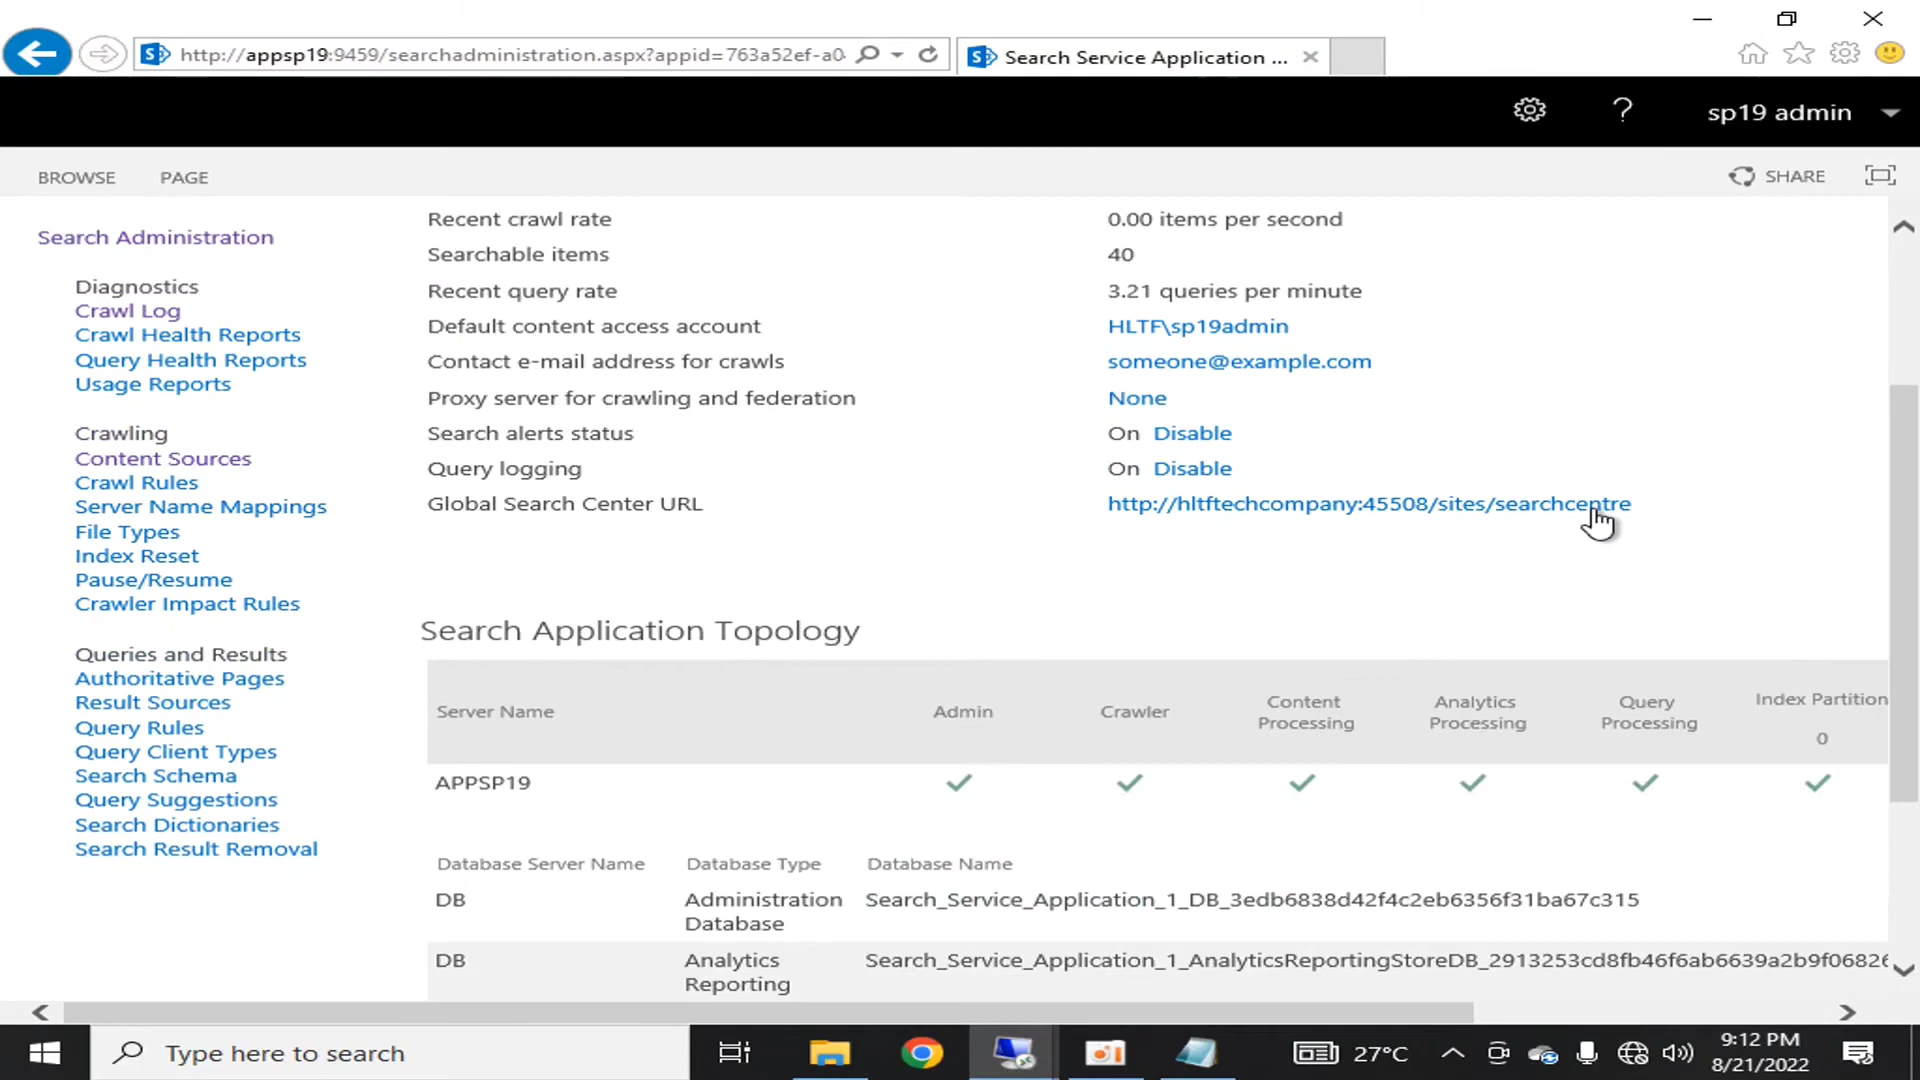 http://appsp19:9459/searchadministration.aspx?appid=763a52ef-a0
Search Service Application ...
sp19 admin
BROWSE PAGE
SHARE
Search Administration
Diagnostics
Crawl Log
Crawl Health Reports
Query Health Reports
Usage Reports
Crawling
Content Sources
Crawl Rules
Server Name Mappings
File Types
Index Reset
Pause/Resume
Crawler Impact Rules
Queries and Results
Authoritative Pages
Result Sources
Query Rules
Query Client Types
Search Schema
Query Suggestions
Search Dictionaries
Search Result Removal
Recent crawl rate 0.00 items per second
Searchable items 40
Recent query rate 3.21 queries per minute
Default content access account HLTF\sp19admin
Contact e-mail address for crawls someone@example.com
Proxy server for crawling and federation None
Search alerts status On Disable
Query logging On Disable
Global Search Center URL http://hltftechcompany:45508/sites/searchcentre
Search Application Topology
Server Name Admin Crawler Content Processing Analytics Processing Query Processing Index Partition
0
APPSP19
Database Server Name Database Type Database Name
DB Administration Database Search_Service_Application_1_DB_3edb6838d42f4c2eb6356f31ba67c315
DB Analytics Reporting Search_Service_Application_1_AnalyticsReportingStoreDB_2913253cd8fb46f6ab6639a2b9f0682
Type here to search
27°C
9:12 PM
8/21/2022